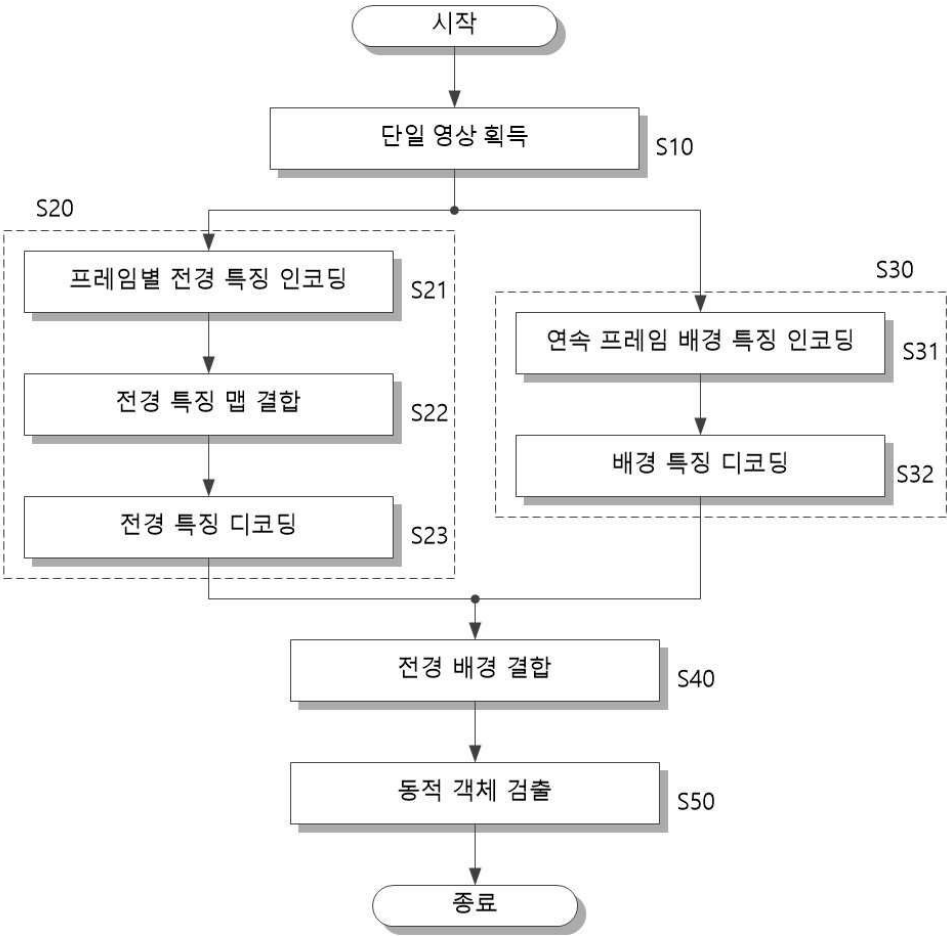 시작
단일 영상 획득
S10
S20
프레임별 전경 특징 인코딩
S21
전경 특징 맵 결합
S22
전경 특징 디코딩
S23
S30
연속 프레임 배경 특징 인코딩
S31
배경 특징 디코딩
S32
전경 배경 결합
S40
동적 객체 검출
S50
종료